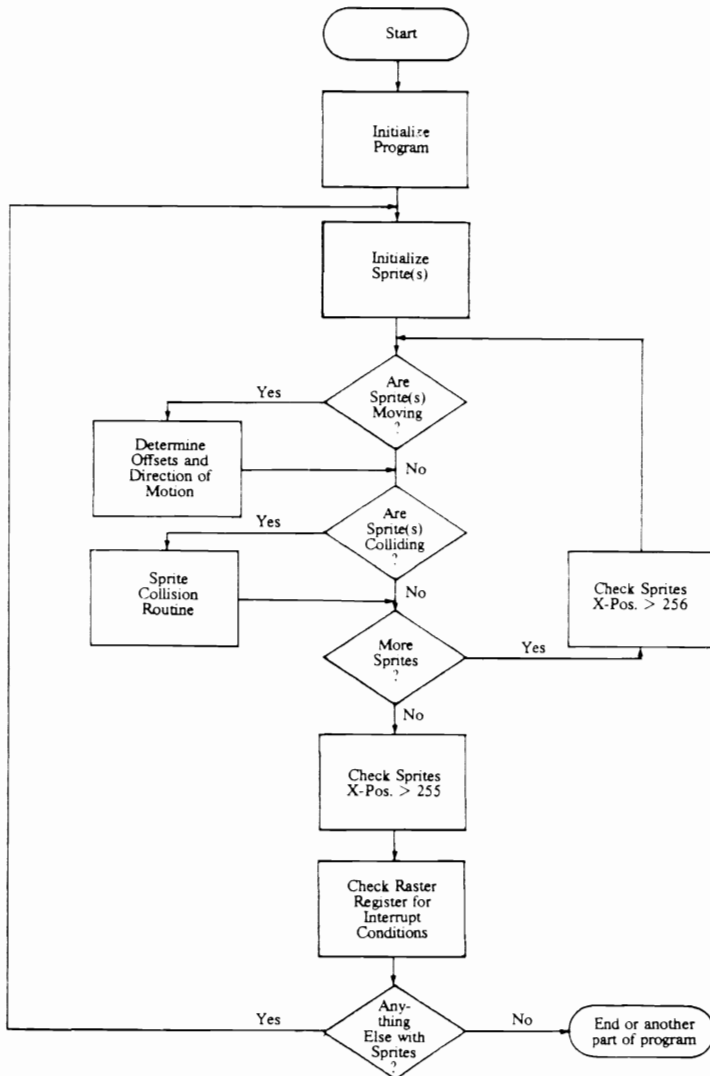 Start
Initialize
Program
Initialize
Sprite(s)
Are
Sprite(s)
Moving
?
Yes
No
Determine
Offsets and
Direction of
Motion
Are
Sprite(s)
Colliding
?
Yes
No
Sprite
Collision
Routine
More
Sprites
?
Yes
No
Check Sprites
X-Pos. > 256
Check Sprites
X-Pos. > 255
Check Raster
Register for
Interrupt
Conditions
Any-
thing
Else with
Sprites
?
Yes
No
End or another
part of program